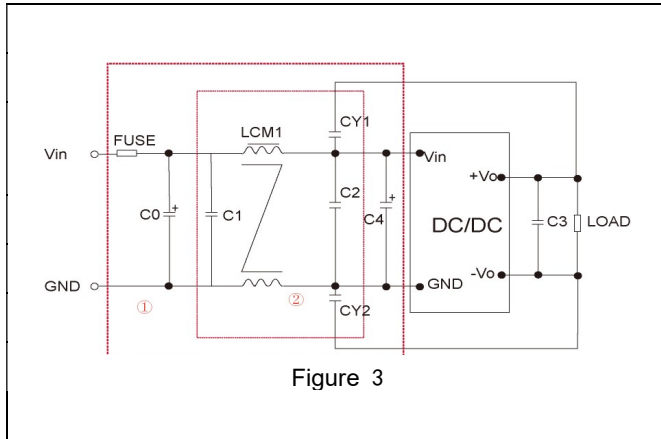 FUSE
LCM1
CY1
Vin
Vin
+Vo
C0
+
C1
C2
C4
+
DC/DC
C3
LOAD
-Vo
GND
GND
①
②
CY2
Figure 3